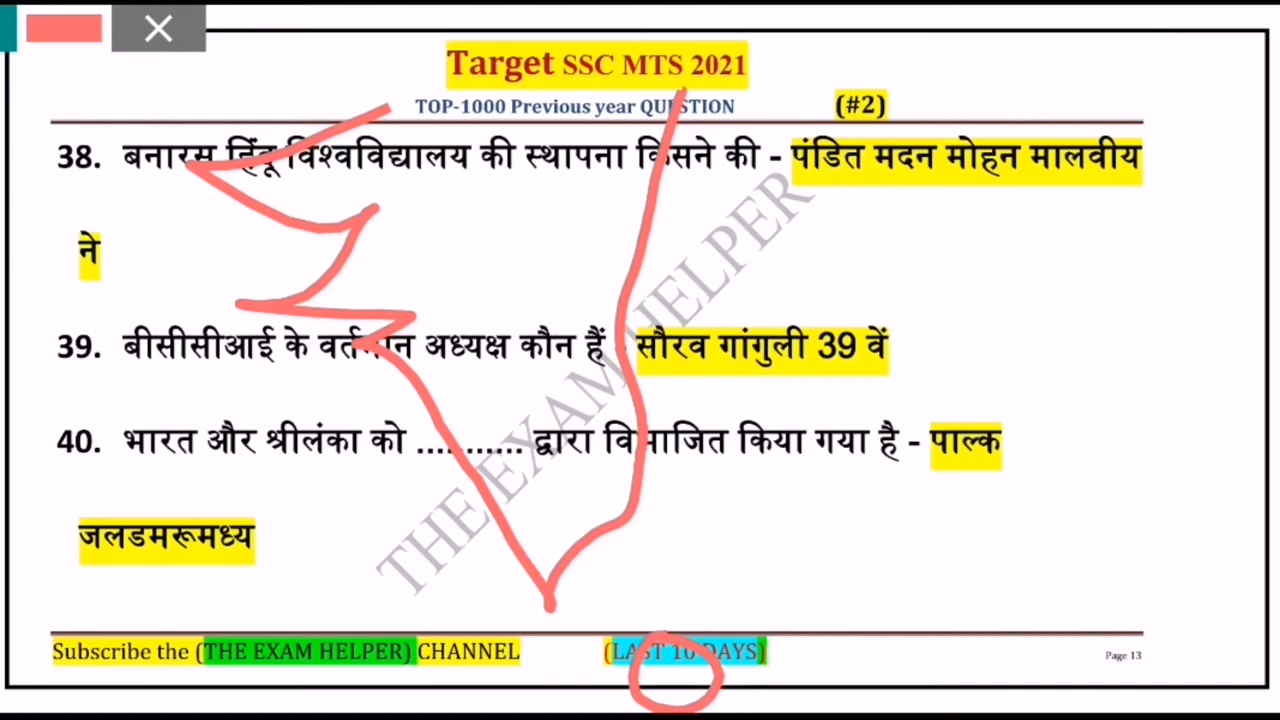 Target SSC MTS 2021
TOP-1000 Previous year QUESTION (#2)
38. बनारस हिंदू विश्वविद्यालय की स्थापना किसने की - पंडित मदन मोहन मालवीय
ने
39. बीसीसीआई के वर्तमान अध्यक्ष कौन हैं - सौरव गांगुली 39 वें
40. भारत और श्रीलंका को ........... द्वारा विभाजित किया गया है - पाल्क
जलडमरूमध्य
THE EXAM HELPER
Subscribe the (THE EXAM HELPER) CHANNEL (LAST 10 DAYS)
Page 13